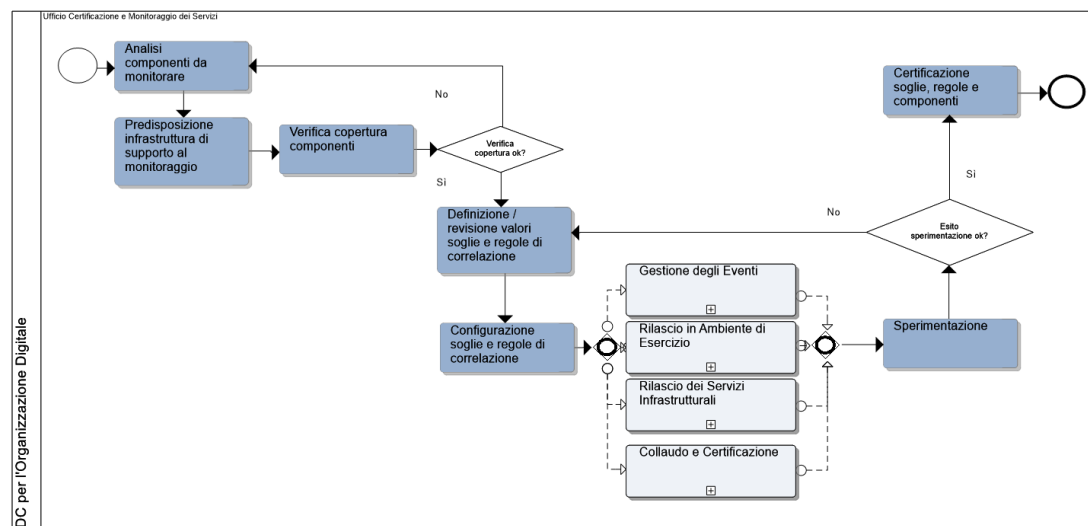 Ufficio Certificazione e Monitoraggio dei Servizi
DC per l'Organizzazione Digitale
Analisi
componenti da
monitorare
Predisposizione
infrastruttura di
supporto al
monitoraggio
Verifica copertura
componenti
No
Verifica
copertura ok?
Sì
Definizione /
revisione valori
soglie e regole di
correlazione
Configurazione
soglie e regole di
correlazione
Gestione degli Eventi
Rilascio in Ambiente di
Esercizio
Rilascio dei Servizi
Infrastrutturali
Collaudo e Certificazione
Sperimentazione
No
Esito
sperimentazione ok?
Sì
Certificazione
soglie, regole e
componenti